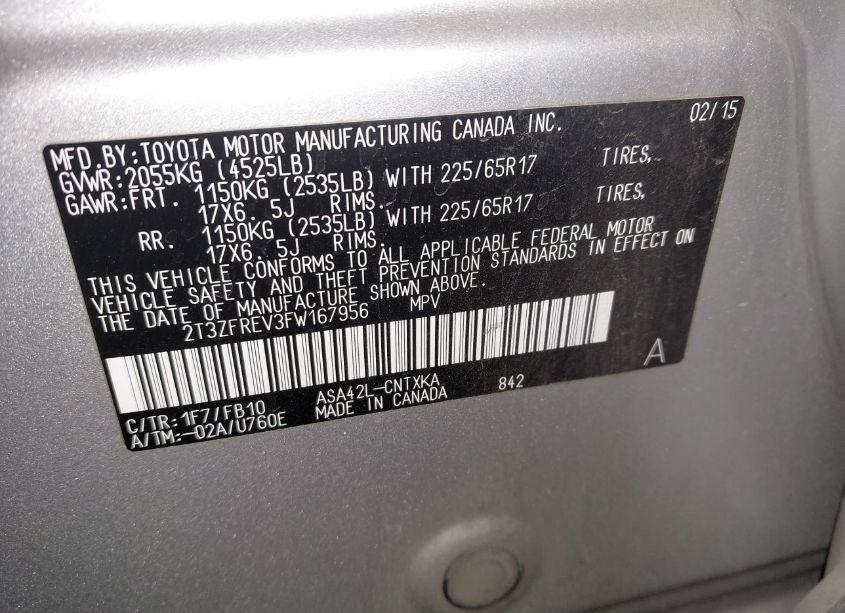 MFD.BY:TOYOTA MOTOR MANUFACTURING CANADA INC. 02/15
GVWR:2055KG (4525LB)
GAWR:FRT. 1150KG (2535LB) WITH 225/65R17 TIRES,
17X6. 5J RIMS.
RR. 1150KG (2535LB) WITH 225/65R17 TIRES,
17X6. 5J RIMS.
THIS VEHICLE CONFORMS TO ALL APPLICABLE FEDERAL MOTOR
VEHICLE SAFETY AND THEFT PREVENTION STANDARDS IN EFFECT ON
THE DATE OF MANUFACTURE SHOWN ABOVE.
2T3ZFREV3FW167956 MPV
A
C/TR:1F7/FB10 ASA42L-CNTXKA 842
A/TM:-02A/U760E MADE IN CANADA